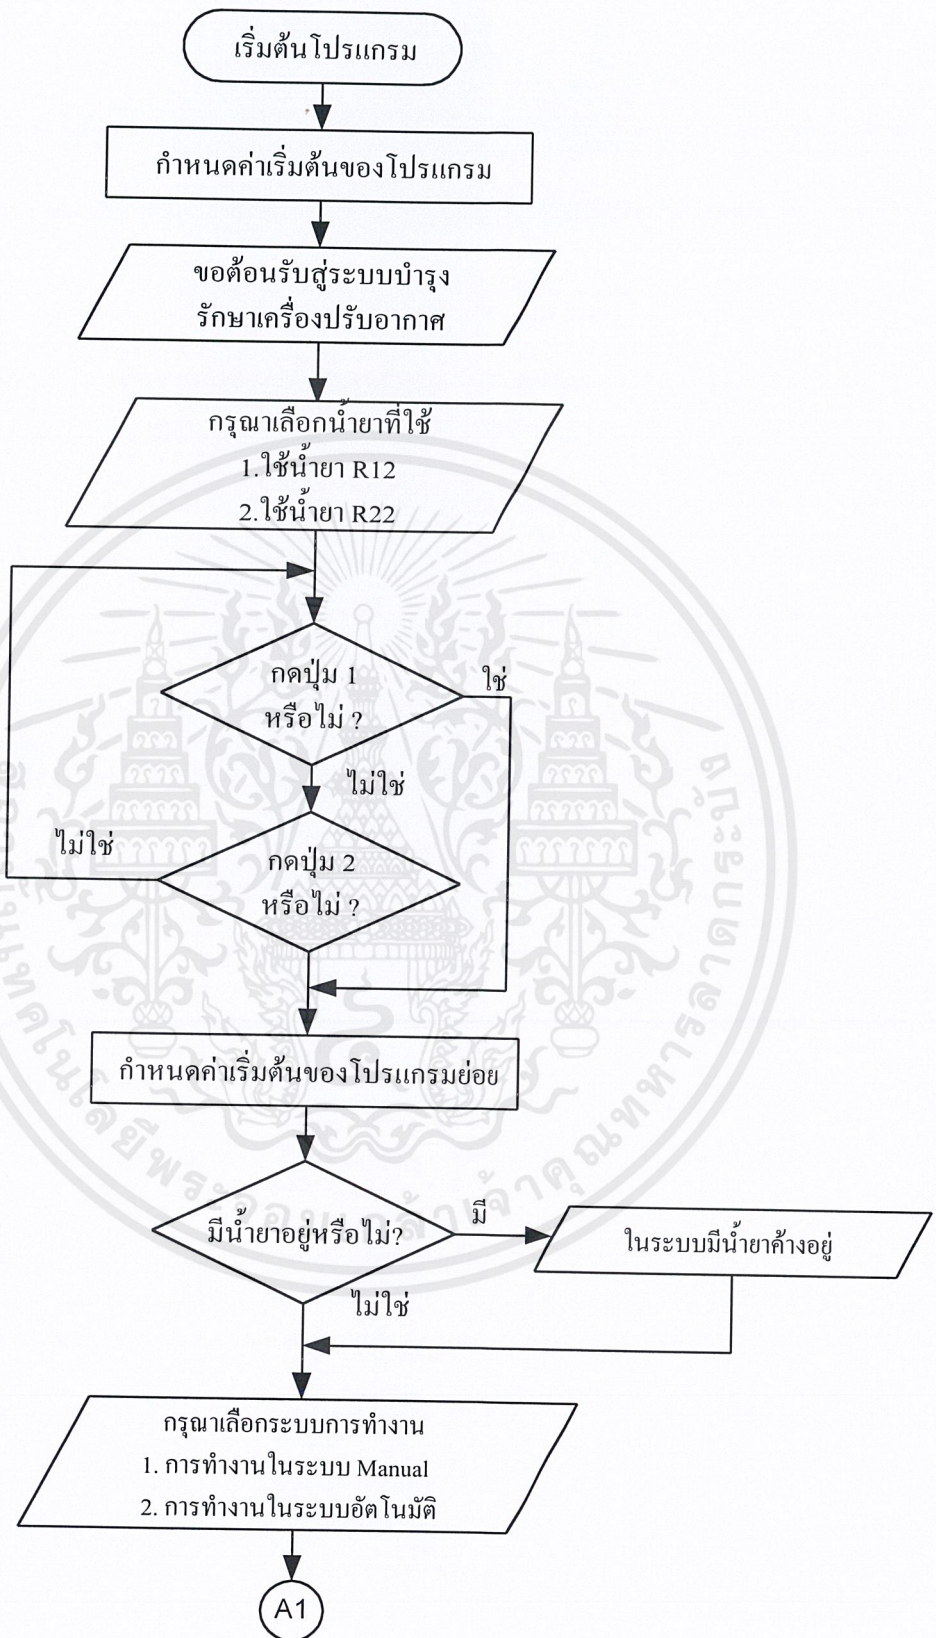 เริ่มต้นโปรแกรม
กำหนดค่าเริ่มต้นของโปรแกรม
ขอต้อนรับสู่ระบบบำรุง
รักษาเครื่องปรับอากาศ
กรุณาเลือกน้ำยาที่ใช้
1.ใช้น้ำยา R12
2.ใช้น้ำยา R22
กดปุ่ม 1
หรือไม่ ?
ใช่
ไม่ใช่
กดปุ่ม 2
หรือไม่ ?
ไม่ใช่
กำหนดค่าเริ่มต้นของโปรแกรมย่อย
มีน้ำยาอยู่หรือไม่?
มี
ในระบบมีน้ำยาค้างอยู่
ไม่ใช่
กรุณาเลือกระบบการทำงาน
1. การทำงานในระบบ Manual
2. การทำงานในระบบอัตโนมัติ
A1